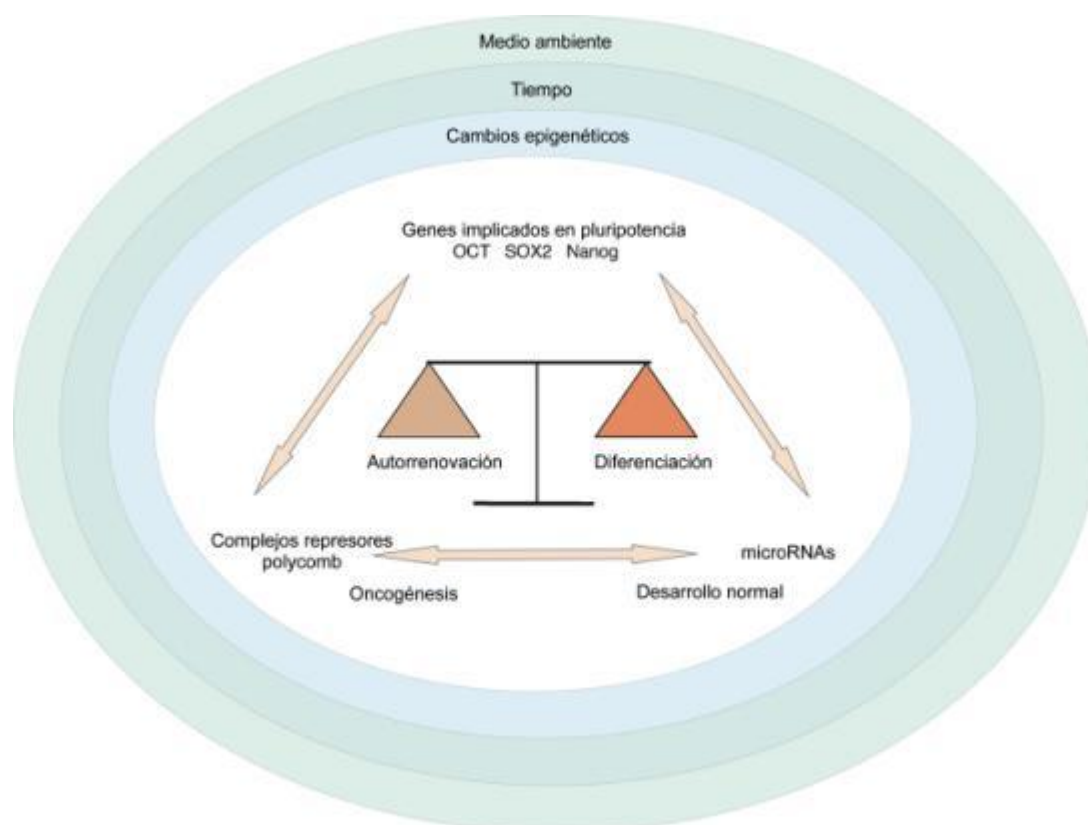 Medio ambiente
Tiempo
Cambios epigenéticos
Genes implicados en pluripotencia
OCT SOX2 Nanog
Autorrenovación
Diferenciación
Complejos represores
polycomb
microRNAs
Oncogénesis
Desarrollo normal